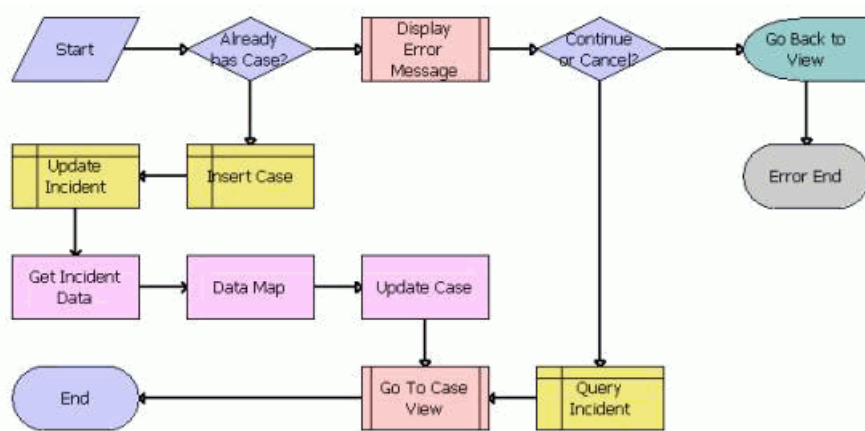 Start
Already
has Case?
Display
Error
Message
Continue
or Cancel?
Go Back to
View
Update
Incident
Insert Case
Error End
Get Incident
Data
Data Map
Update Case
End
Go To Case
View
Query
Incident